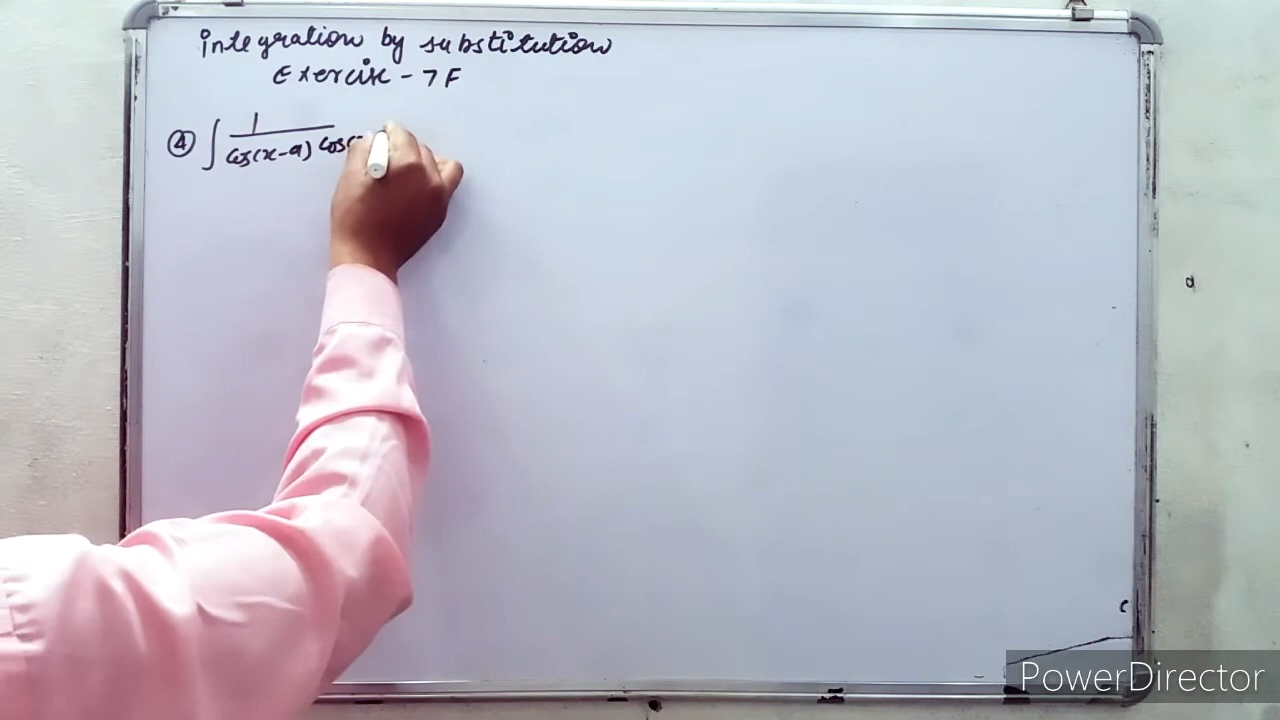 integration by substitution
Exercise - 7F
④ ∫ 1
cos(x-a) cos(
PowerDirector